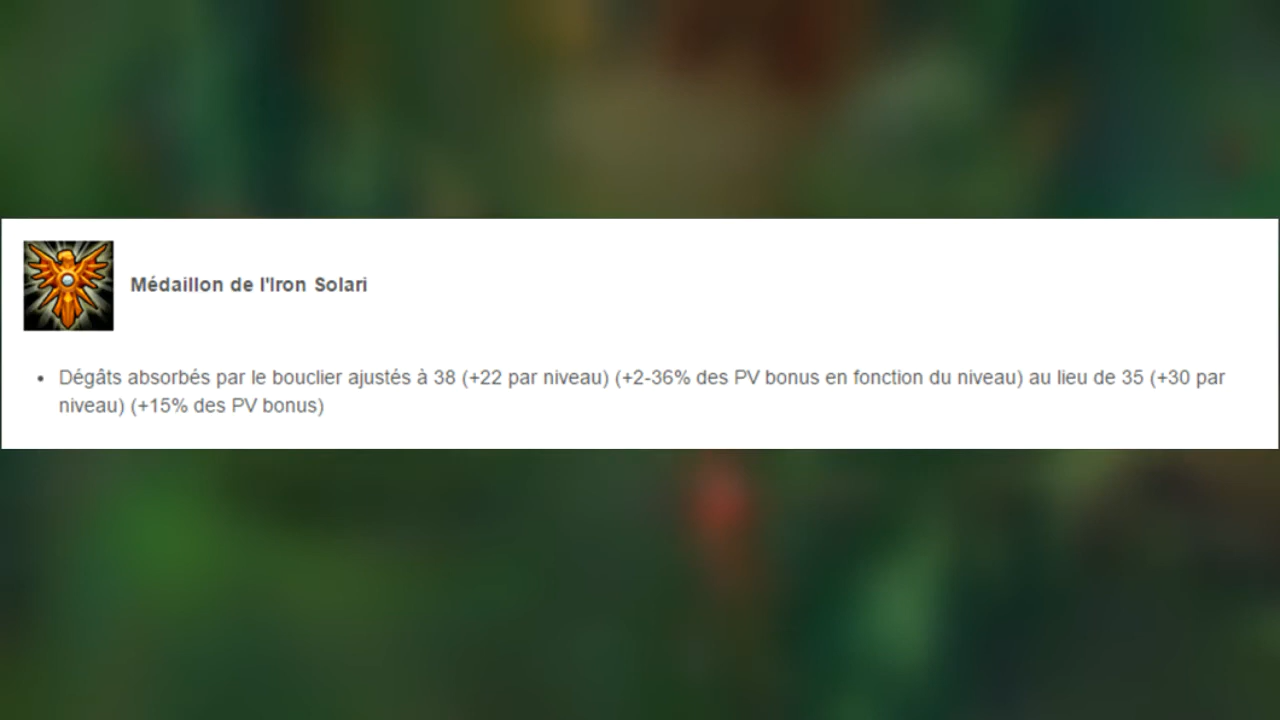 Médaillon de l'Iron Solari
• Dégâts absorbés par le bouclier ajustés à 38 (+22 par niveau) (+2-36% des PV bonus en fonction du niveau) au lieu de 35 (+30 par
niveau) (+15% des PV bonus)